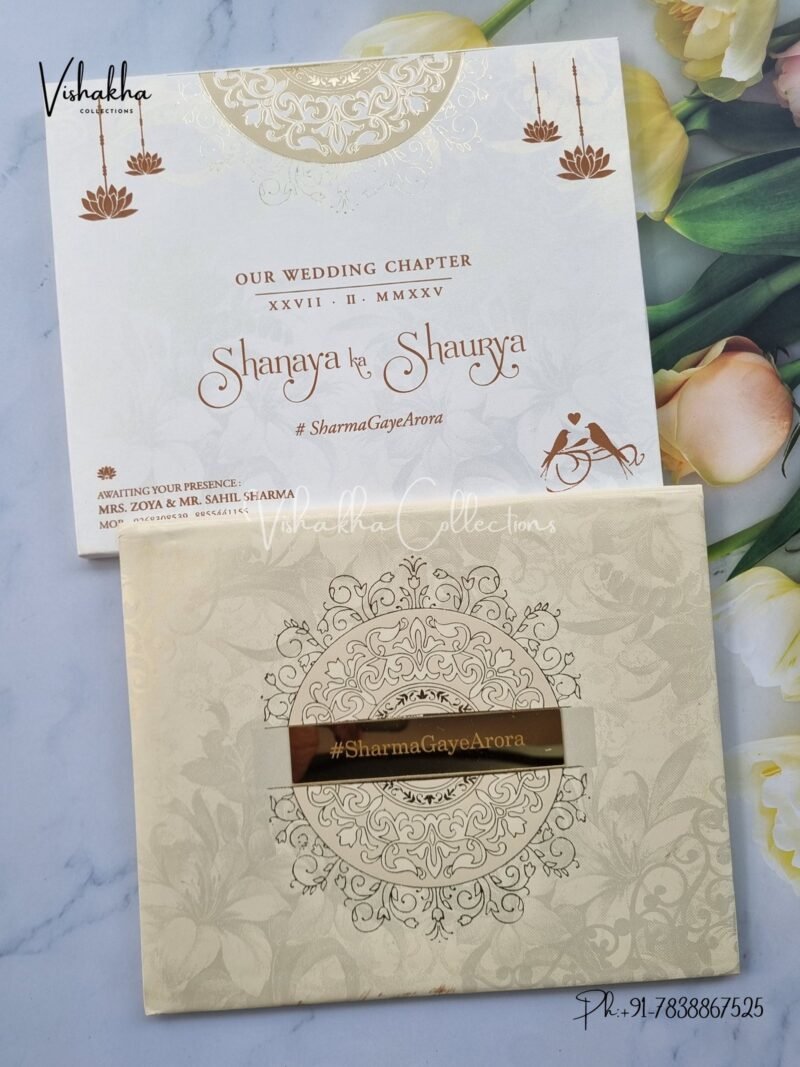 Vishakha
COLLECTIONS
OUR WEDDING CHAPTER
XXVII · II · MMXXV
Shanaya ka Shaurya
# SharmaGayeArora
AWAITING YOUR PRESENCE :
MRS. ZOYA & MR. SAHIL SHARMA
MOB
Vishakha Collections
#SharmaGayeArora
Ph:+91-7838867525